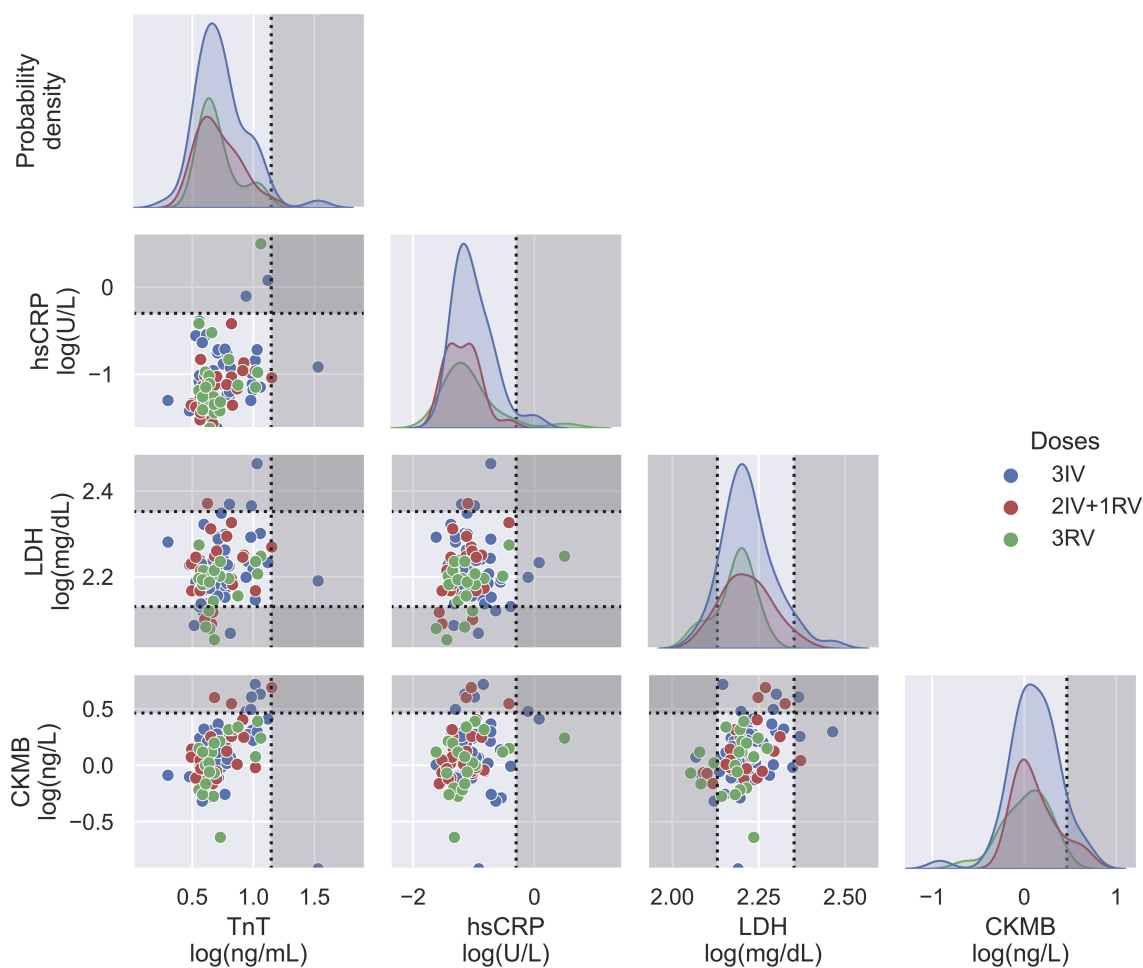 Probability
density
hsCRP
log(U/L)
0
−1
Doses
3IV
2IV+1RV
3RV
LDH
log(mg/dL)
2.4
2.2
CKMB
log(ng/L)
0.5
0.0
−0.5
0.5 1.0 1.5
TnT
log(ng/mL)
−2 0
hsCRP
log(U/L)
2.00 2.25 2.50
LDH
log(mg/dL)
−1 0 1
CKMB
log(ng/L)